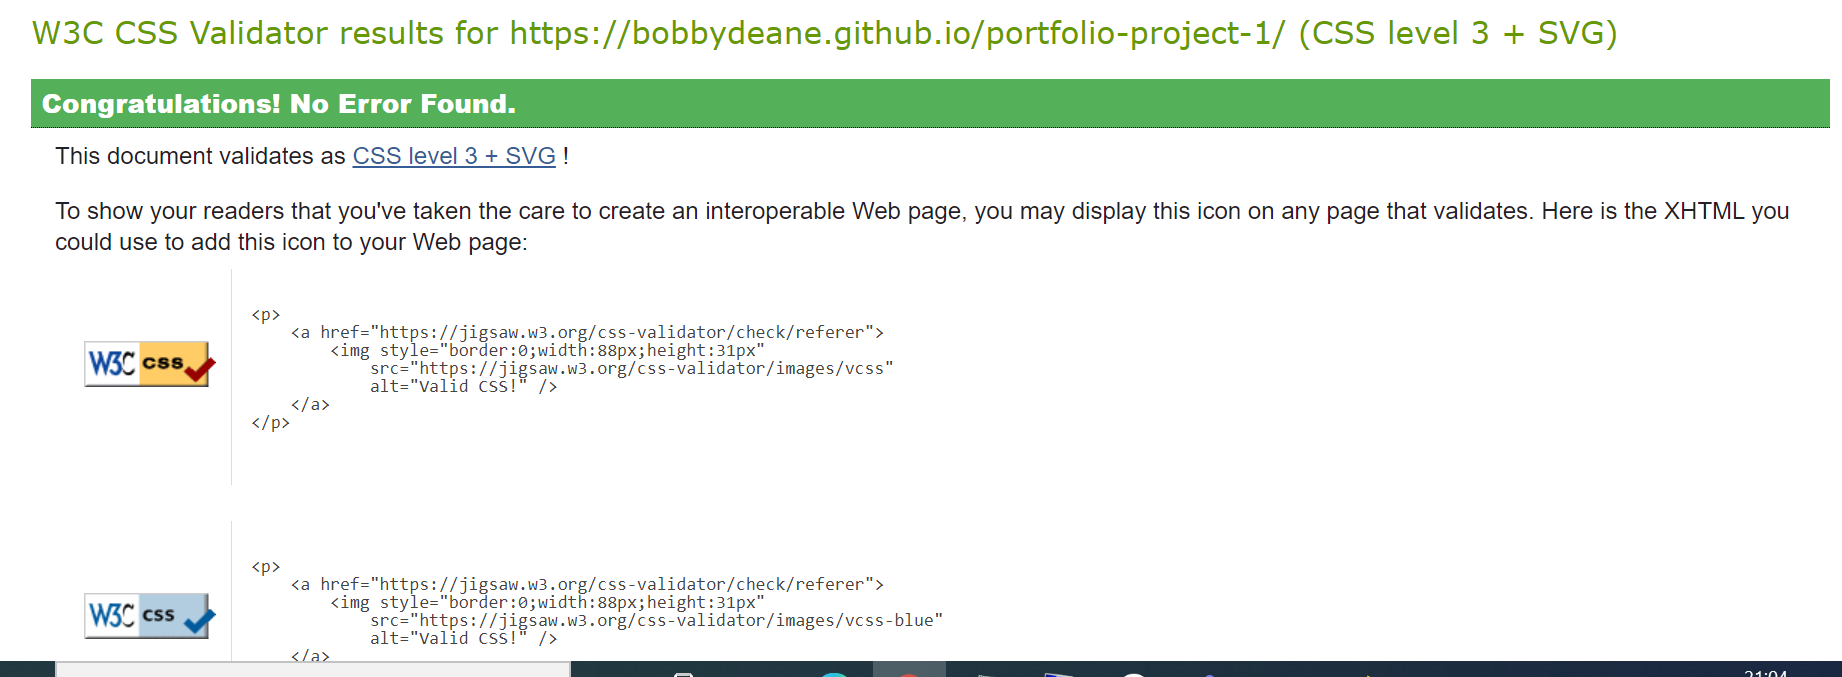 W3C CSS Validator results for https://bobbydeane.github.io/portfolio-project-1/ (CSS level 3 + SVG)
Congratulations! No Error Found.
This document validates as CSS level 3 + SVG !
To show your readers that you've taken the care to create an interoperable Web page, you may display this icon on any page that validates. Here is the XHTML you
could use to add this icon to your Web page:
W3C css
<p>
<a href="https://jigsaw.w3.org/css-validator/check/referer">
<img style="border:0;width:88px;height:31px"
src="https://jigsaw.w3.org/css-validator/images/vcss"
alt="Valid CSS!" />
</a>
</p>
W3C css
<p>
<a href="https://jigsaw.w3.org/css-validator/check/referer">
<img style="border:0;width:88px;height:31px"
src="https://jigsaw.w3.org/css-validator/images/vcss-blue"
alt="Valid CSS!" />
</a>